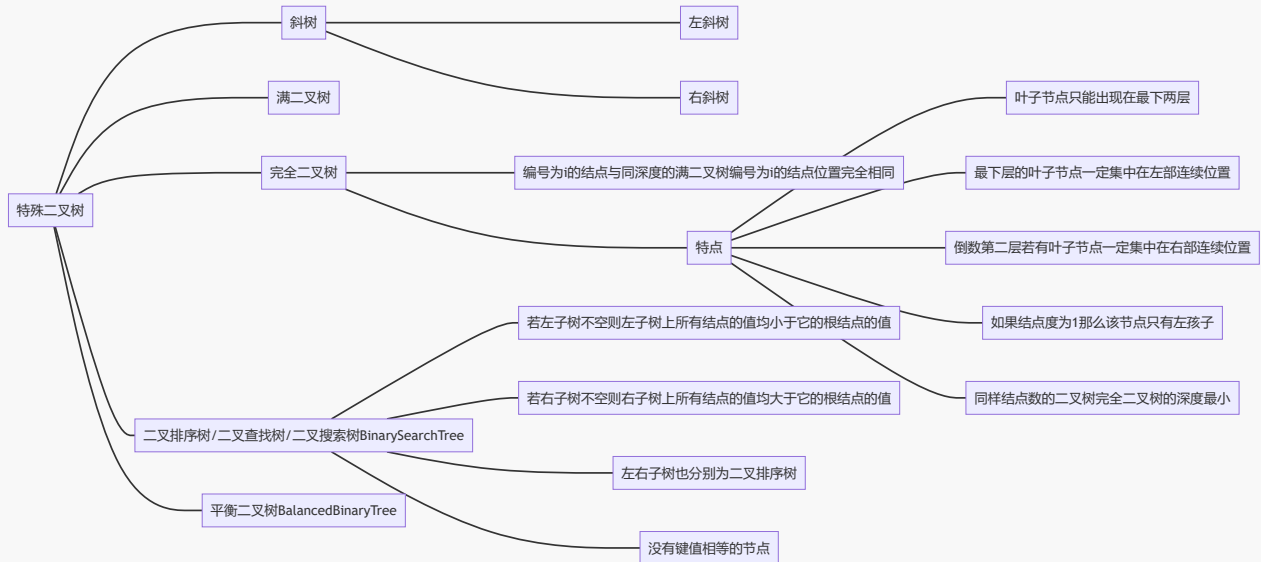 特殊二叉树
斜树
左斜树
右斜树
满二叉树
完全二叉树
编号为i的结点与同深度的满二叉树编号为i的结点位置完全相同
特点
叶子节点只能出现在最下两层
最下层的叶子节点一定集中在左部连续位置
倒数第二层若有叶子节点一定集中在右部连续位置
如果结点度为1那么该节点只有左孩子
同样结点数的二叉树完全二叉树的深度最小
二叉排序树/二叉查找树/二叉搜索树BinarySearchTree
若左子树不空则左子树上所有结点的值均小于它的根结点的值
若右子树不空则右子树上所有结点的值均大于它的根结点的值
左右子树也分别为二叉排序树
没有键值相等的节点
平衡二叉树BalancedBinaryTree